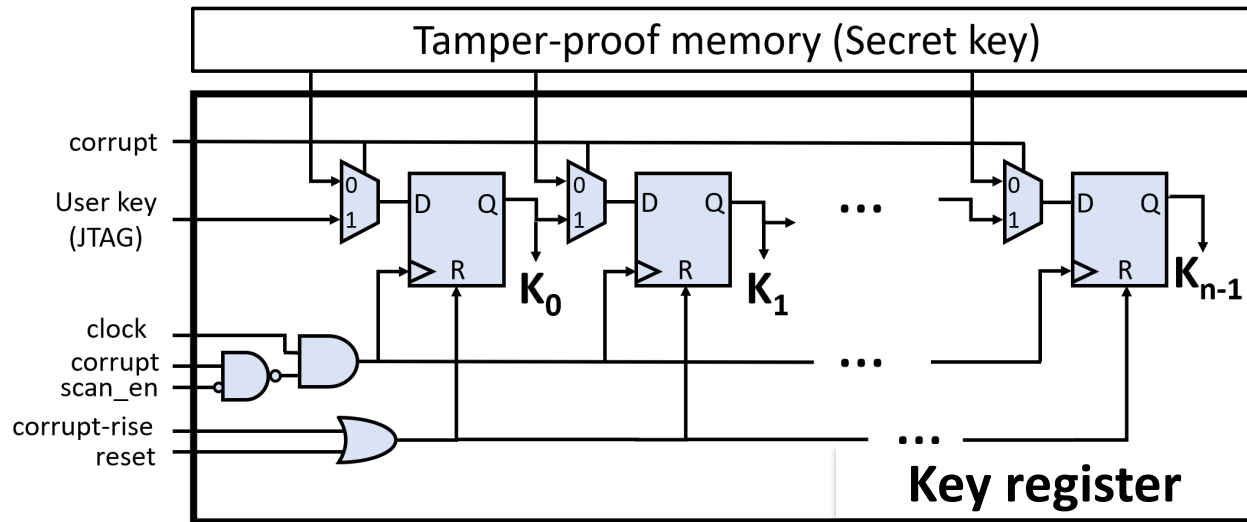 Tamper-proof memory (Secret key)
corrupt
User key
(JTAG)
0
1
D
Q
R
K0
0
1
D
Q
R
K1
...
0
1
D
Q
R
Kn-1
clock
corrupt
scan_en
...
corrupt-rise
reset
...
Key register